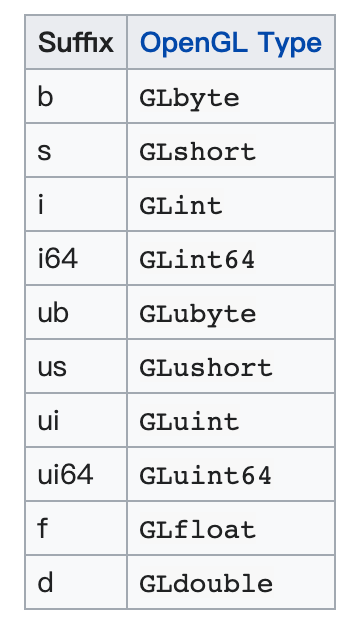 Suffix OpenGL Type
b GLbyte
s GLshort
i GLint
i64 GLint64
ub GLubyte
us GLushort
ui GLuint
ui64 GLuint64
f GLfloat
d GLdouble